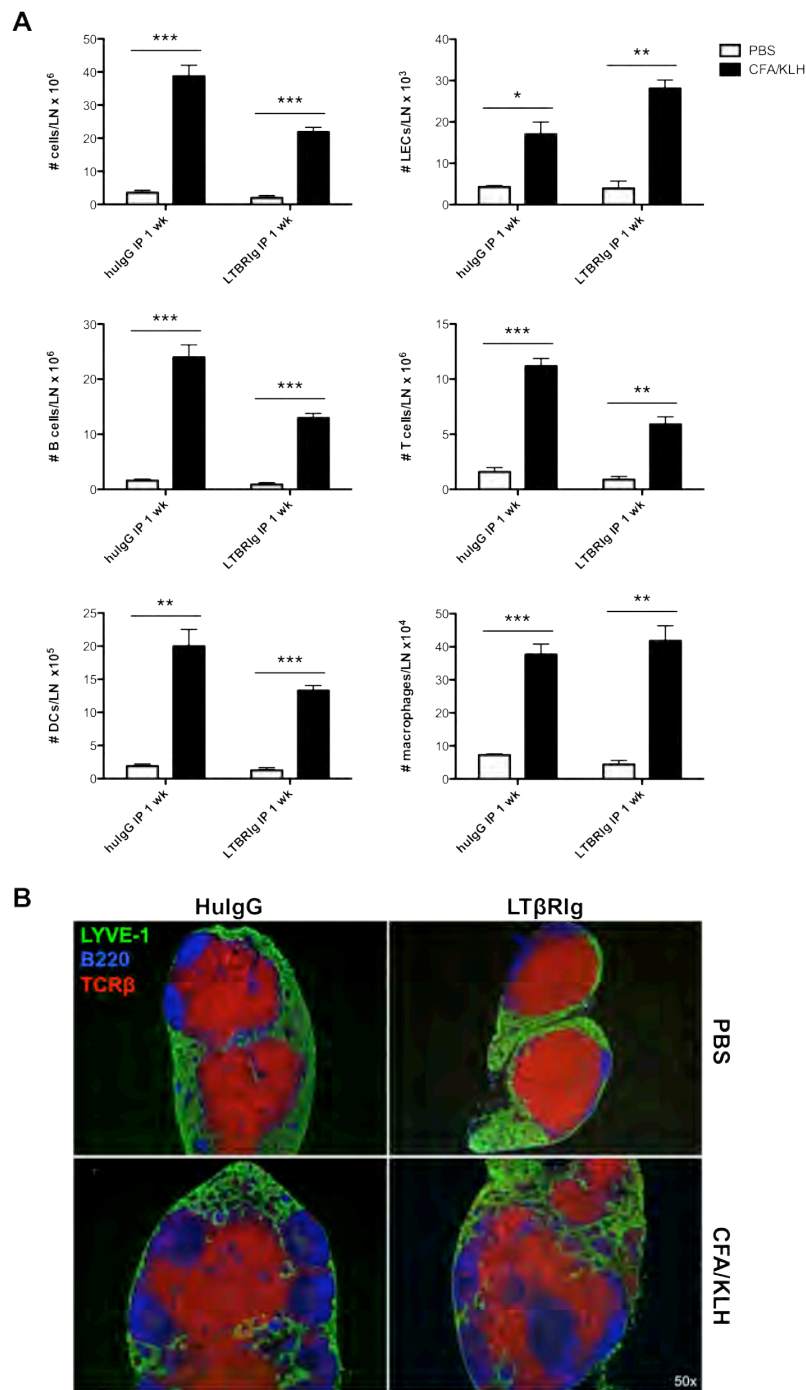 A
PBS
CFA/KLH
# cells/LN x 10⁶
50
40
30
20
10
0
***
***
huIgG IP 1 wk
LTBRIg IP 1 wk
# LECs/LN x 10³
40
30
20
10
0
*
**
huIgG IP 1 wk
LTBRIg IP 1 wk
# B cells/LN x 10⁶
30
20
10
0
***
***
huIgG IP 1 wk
LTBRIg IP 1 wk
# T cells/LN x 10⁶
15
10
5
0
***
**
huIgG IP 1 wk
LTBRIg IP 1 wk
# DCs/LN x10⁵
25
20
15
10
5
0
**
***
huIgG IP 1 wk
LTBRIg IP 1 wk
# macrophages/LN x 10⁴
50
40
30
20
10
0
***
**
huIgG IP 1 wk
LTBRIg IP 1 wk
B
HuIgG
LTβRIg
LYVE-1
B220
TCRβ
PBS
CFA/KLH
50x